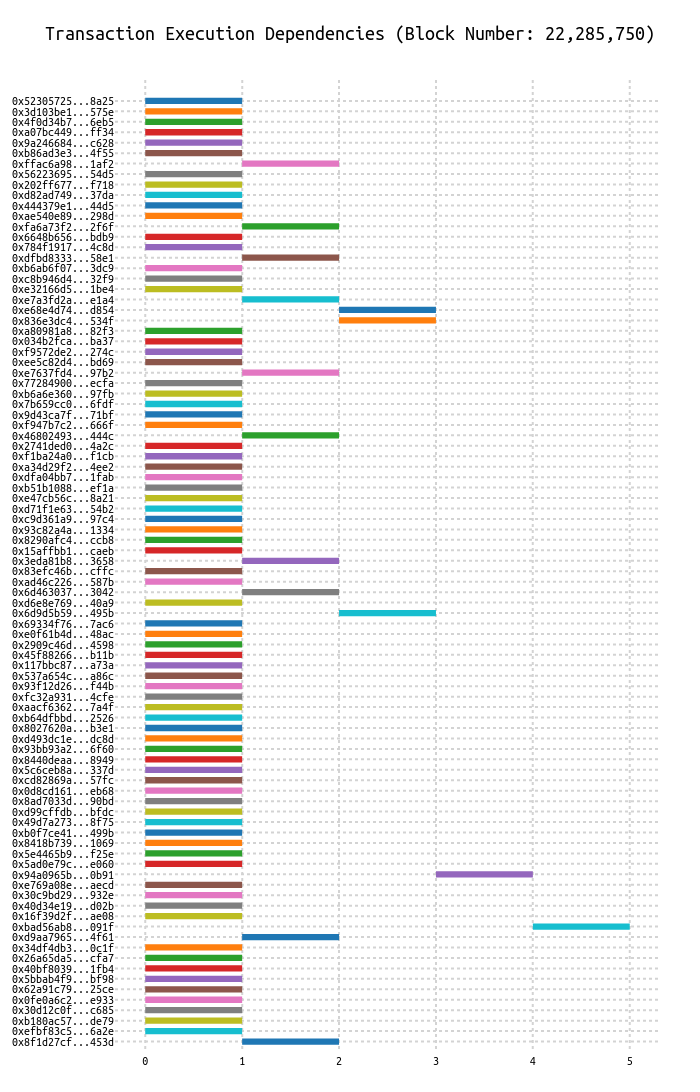 Transaction Execution Dependencies (Block Number: 22,285,750)
0x52305725...8a25
0x3d103be1...575e
0x4f0d34b7...6eb5
0xa07bc449...ff34
0x9a246684...c628
0xb86ad3e3...4f55
0xffac6a98...1af2
0x56223695...54d5
0x202ff677...f718
0xd82ad749...37da
0x444379e1...44d5
0xae540e89...298d
0xfa6a73f2...2f6f
0x6648b656...bdb9
0x784f1917...4c8d
0xdfbd8333...58e1
0xb6ab6f07...3dc9
0xc8b946d4...32f9
0xe32166d5...1be4
0xe7a3fd2a...e1a4
0xe68e4d74...d854
0x836e3dc4...534f
0xa80981a8...82f3
0x034b2fca...ba37
0xf9572de2...274c
0xee5c82d4...bd69
0xe7637fd4...97b2
0x77284900...ecfa
0xb6a6e360...97fb
0x7b659cc0...6fdf
0x9d43ca7f...71bf
0xf947b7c2...666f
0x46802493...444c
0x2741ded0...4a2c
0xf1ba24a0...f1cb
0xa34d29f2...4ee2
0xdfa04bb7...1fab
0xb51b1088...ef1a
0xe47cb56c...8a21
0xd71f1e63...54b2
0xc9d361a9...97c4
0x93c82a4a...1334
0x8290afc4...ccb8
0x15affbb1...caeb
0x3eda81b8...3658
0x83efc46b...cffc
0xad46c226...587b
0x6d463037...3042
0xd6e8e769...40a9
0x6d9d5b59...495b
0x69334f76...7ac6
0xe0f61b4d...48ac
0x2909c46d...4598
0x45f88266...b11b
0x117bbc87...a73a
0x537a654c...a86c
0x93f12d26...f44b
0xfc32a931...4cfe
0xaacf6362...7a4f
0xb64dfbbd...2526
0x8027620a...b3e1
0xd493dc1e...dc8d
0x93bb93a2...6f60
0x8440deaa...8949
0x5c6ceb8a...337d
0xcd82869a...57fc
0x0d8cd161...eb68
0x8ad7033d...90bd
0xd99cffdb...bfdc
0x49d7a273...8f75
0xb0f7ce41...499b
0x8418b739...1069
0x5e4465b9...f25e
0x5ad0e79c...e060
0x94a0965b...0b91
0xe769a08e...aecd
0x30c9bd29...932e
0x40d34e19...d02b
0x16f39d2f...ae08
0xbad56ab8...091f
0xd9aa7965...4f61
0x34df4db3...0c1f
0x26a65da5...cfa7
0x40bf8039...1fb4
0x5bbab4f9...bf98
0x62a91c79...25ce
0x0fe0a6c2...e933
0x30d12c0f...c685
0xb180ac57...de79
0xefbf83c5...6a2e
0x8f1d27cf...453d
0 1 2 3 4 5